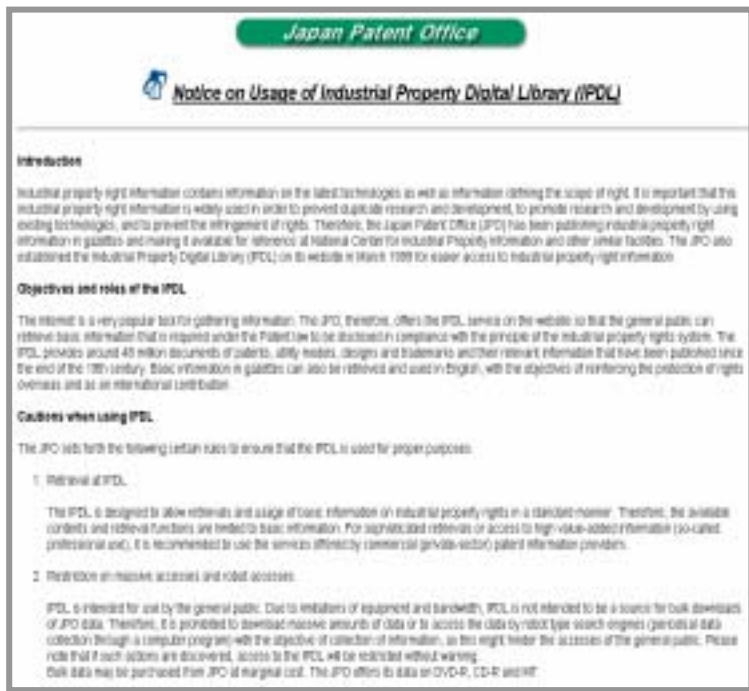 Japan Patent Office
Notice on Usage of Industrial Property Digital Library (IPDL)
Introduction
Industrial property right information contains information on the latest technologies as well as information defining the scope of right. It is important that this
industrial property right information is widely used in order to prevent duplicate research and development, to promote research and development by using
existing technologies, and to prevent the infringement of rights. Therefore, the Japan Patent Office (JPO) has been publishing industrial property right
information in gazettes and making it available for reference at National Center for Industrial Property Information and other similar facilities. The JPO also
established the Industrial Property Digital Library (IPDL) on its website in March 1999 for easier access to industrial property right information.
Objectives and roles of the IPDL
The Internet is a very popular tool for gathering information. The JPO, therefore, offers the IPDL service on the website so that the general public can
retrieve basic information that is required under the Patent law to be disclosed in compliance with the principle of the industrial property rights system. The
IPDL provides around million documents of patents, utility models, designs and trademarks and their relevant information that have been published since
the end of the 19th century. Basic information in gazettes can also be retrieved and used in English, with the objectives of reinforcing the protection of rights
overseas and as an international contribution.
Cautions when using IPDL
The JPO sets forth the following certain rules to ensure that the IPDL is used for proper purposes.
1. Retrieval at IPDL
The IPDL is designed to allow retrievals and usage of basic information on industrial property rights in a standard manner. Therefore, the available
contents and retrieval functions are limited to basic information. For sophisticated retrievals or access to high value-added information (so-called
professional use), it is recommended to use the services offered by commercial (private-sector) patent information providers.
2. Restriction on massive accesses and robot accesses
IPDL is intended for use by the general public. Due to limitations of equipment and bandwidth, IPDL is not intended to be a source for bulk downloads
of JPO data. Therefore, it is prohibited to download massive amounts of data or to access the data by robot type search engines (periodical data
collection through a computer program) with the objective of collection of information, as this might hinder the accesses of the general public. Please
note that if such actions are discovered, access to the IPDL will be restricted without warning.
Bulk data may be purchased from JPO at marginal cost. The JPO offers its data on DVD-R, CD-R and MT.